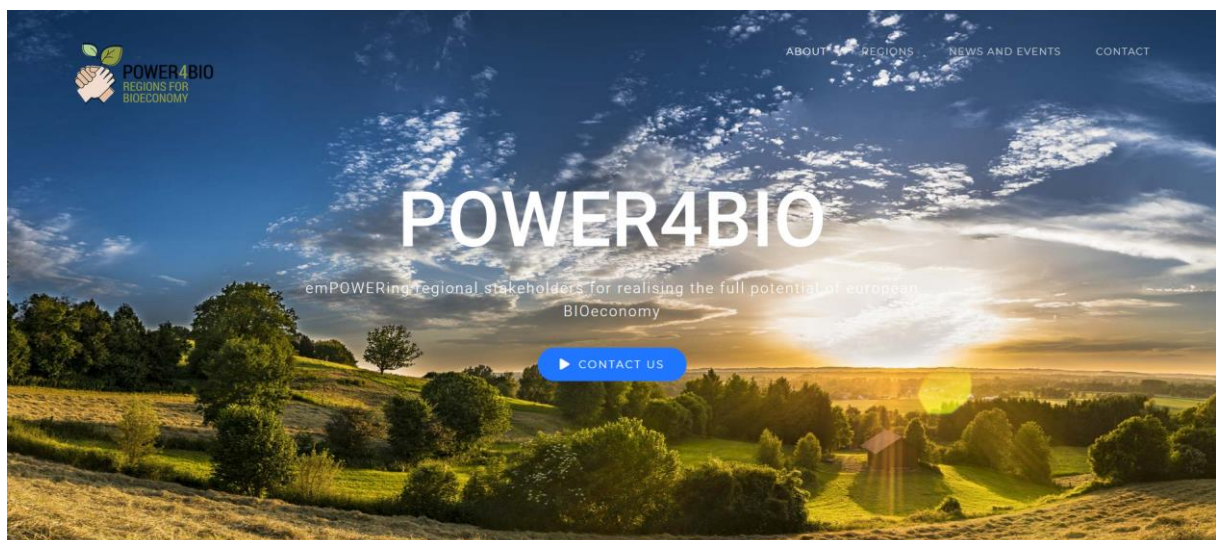 POWER4BIO
REGIONS FOR
BIOECONOMY
ABOUT
REGIONS
NEWS AND EVENTS
CONTACT
POWER4BIO
emPOWERing regional stakeholders for realising the full potential of european
BIOeconomy
CONTACT US